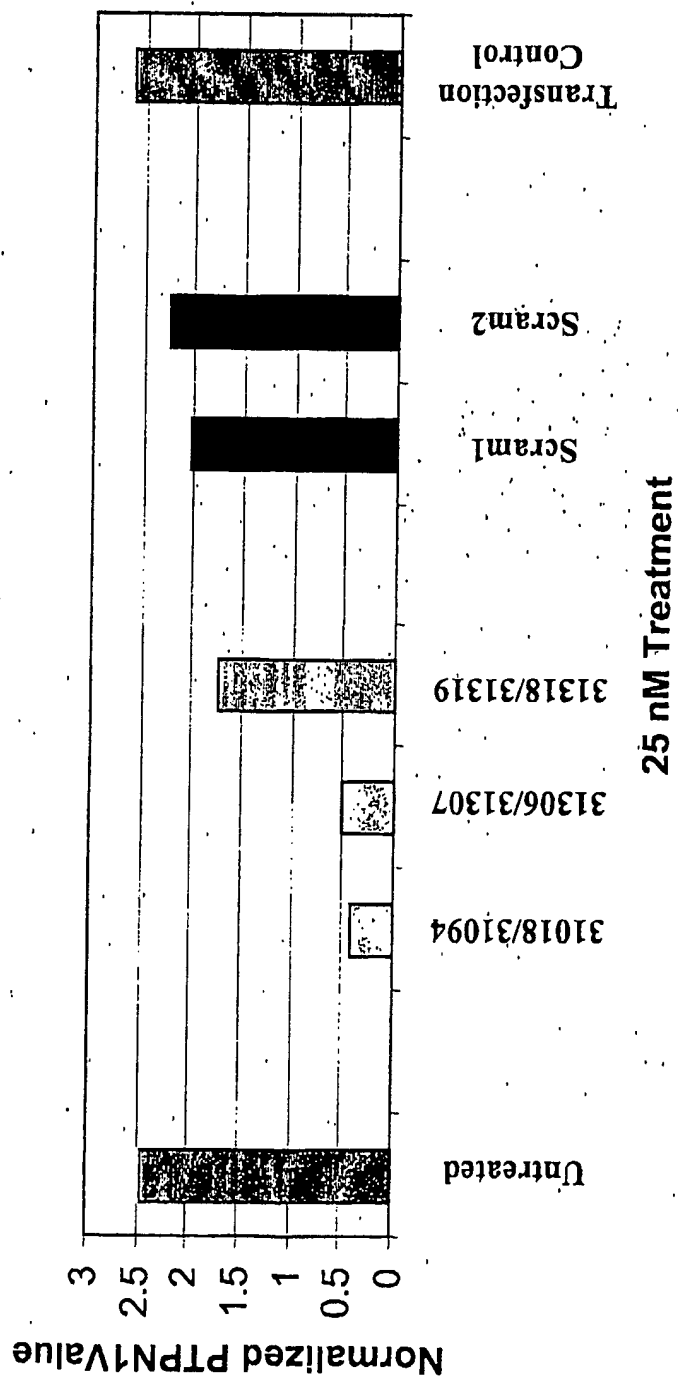 Normalized PTPN1Value
3
2.5
2
1.5
1
0.5
0
Untreated
31018/31094
31306/31307
31318/31319
Scram1
Scram2
Transfection
Control
25 nM Treatment